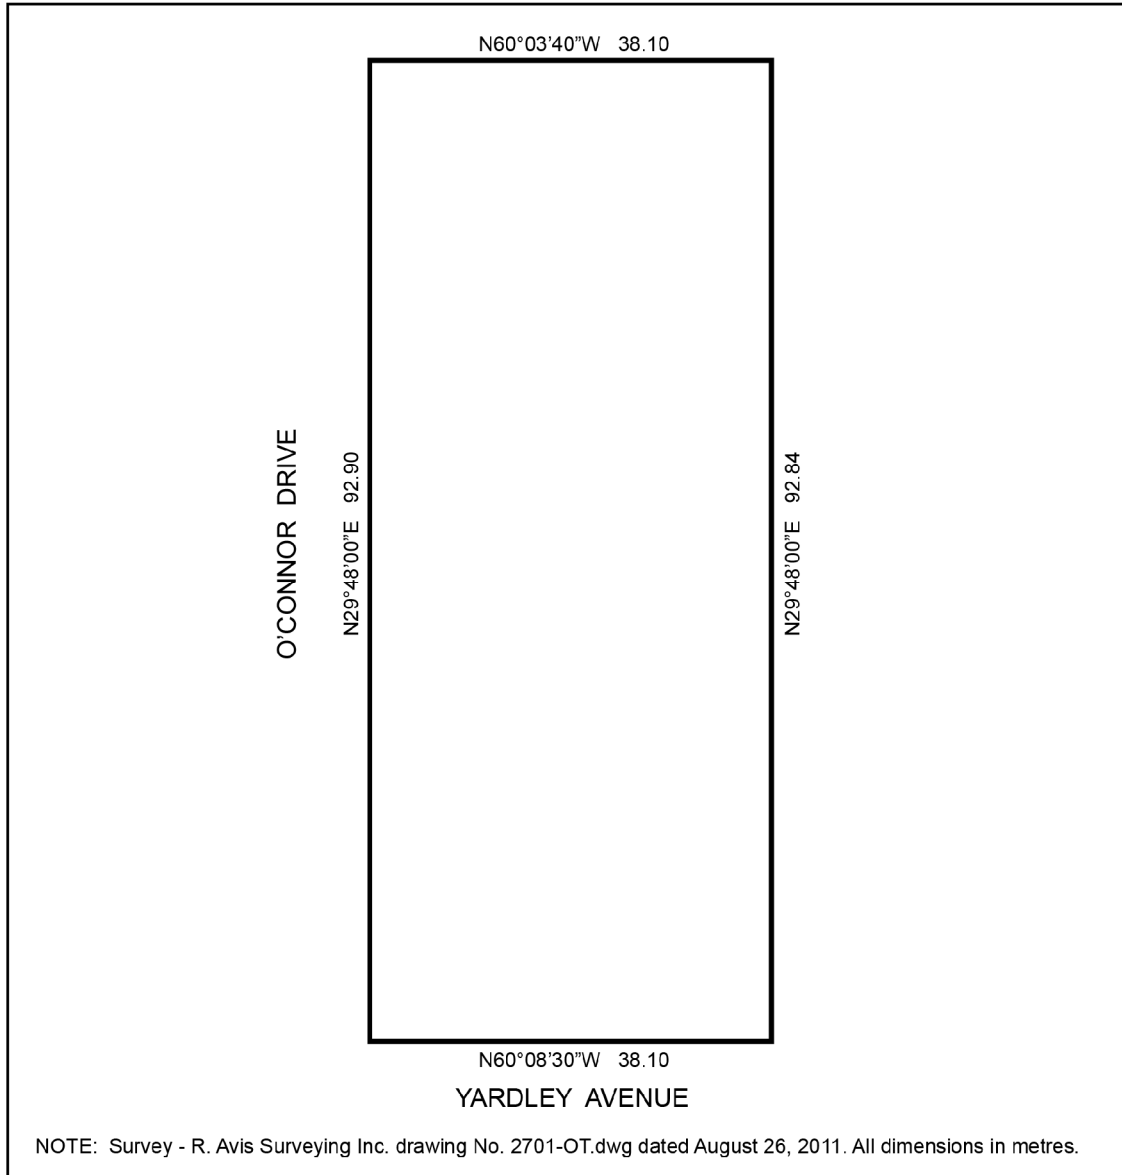 N60°03’40”W 38.10
O’CONNOR DRIVE
N29°48’00”E 92.90
N29°48’00”E 92.84
N60°08’30”W 38.10
YARDLEY AVENUE
NOTE: Survey - R. Avis Surveying Inc. drawing No. 2701-OT.dwg dated August 26, 2011. All dimensions in metres.